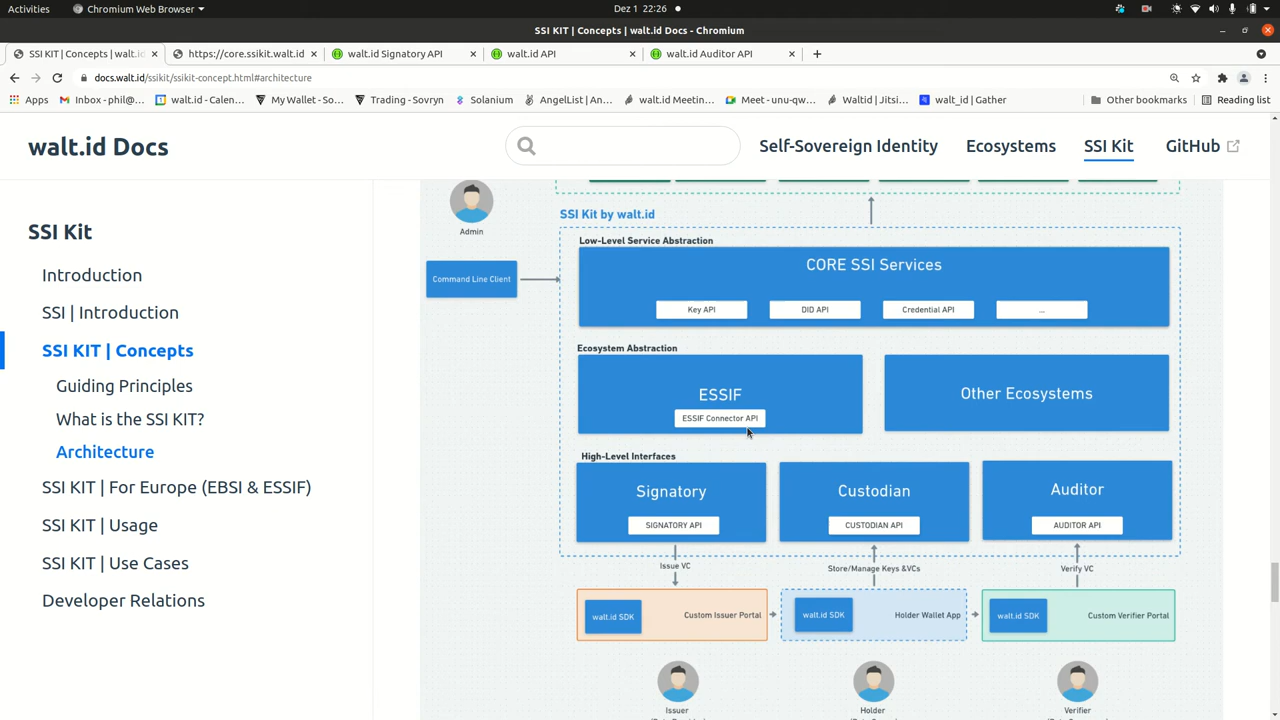 Activities
Chromium Web Browser
Dez 1 22:26
SSI KIT | Concepts | walt.id Docs - Chromium
SSI KIT | Concepts | walt.id
https://core.ssikit.walt.id
walt.id Signatory API
walt.id API
walt.id Auditor API
docs.walt.id/ssikit/ssikit-concept.html#architecture
Apps
Inbox - phil@...
walt.id - Calen...
My Wallet - So...
Trading - Sovryn
Solanium
AngelList | An...
walt.id Meetin...
Meet - unu-qw...
Waltid | Jitsi...
walt_id | Gather
Other bookmarks
Reading list
walt.id Docs
Self-Sovereign Identity
Ecosystems
SSI Kit
GitHub
SSI Kit
Introduction
SSI | Introduction
SSI KIT | Concepts
Guiding Principles
What is the SSI KIT?
Architecture
SSI KIT | For Europe (EBSI & ESSIF)
SSI KIT | Usage
SSI KIT | Use Cases
Developer Relations
Admin
Command Line Client
SSI Kit by walt.id
Low-Level Service Abstraction
CORE SSI Services
Key API
DID API
Credential API
...
Ecosystem Abstraction
ESSIF
ESSIF Connector API
Other Ecosystems
High-Level Interfaces
Signatory
SIGNATORY API
Custodian
CUSTODIAN API
Auditor
AUDITOR API
Issue VC
Store/Manage Keys &VCs
Verify VC
walt.id SDK
Custom Issuer Portal
walt.id SDK
Holder Wallet App
walt.id SDK
Custom Verifier Portal
Issuer
Holder
Verifier